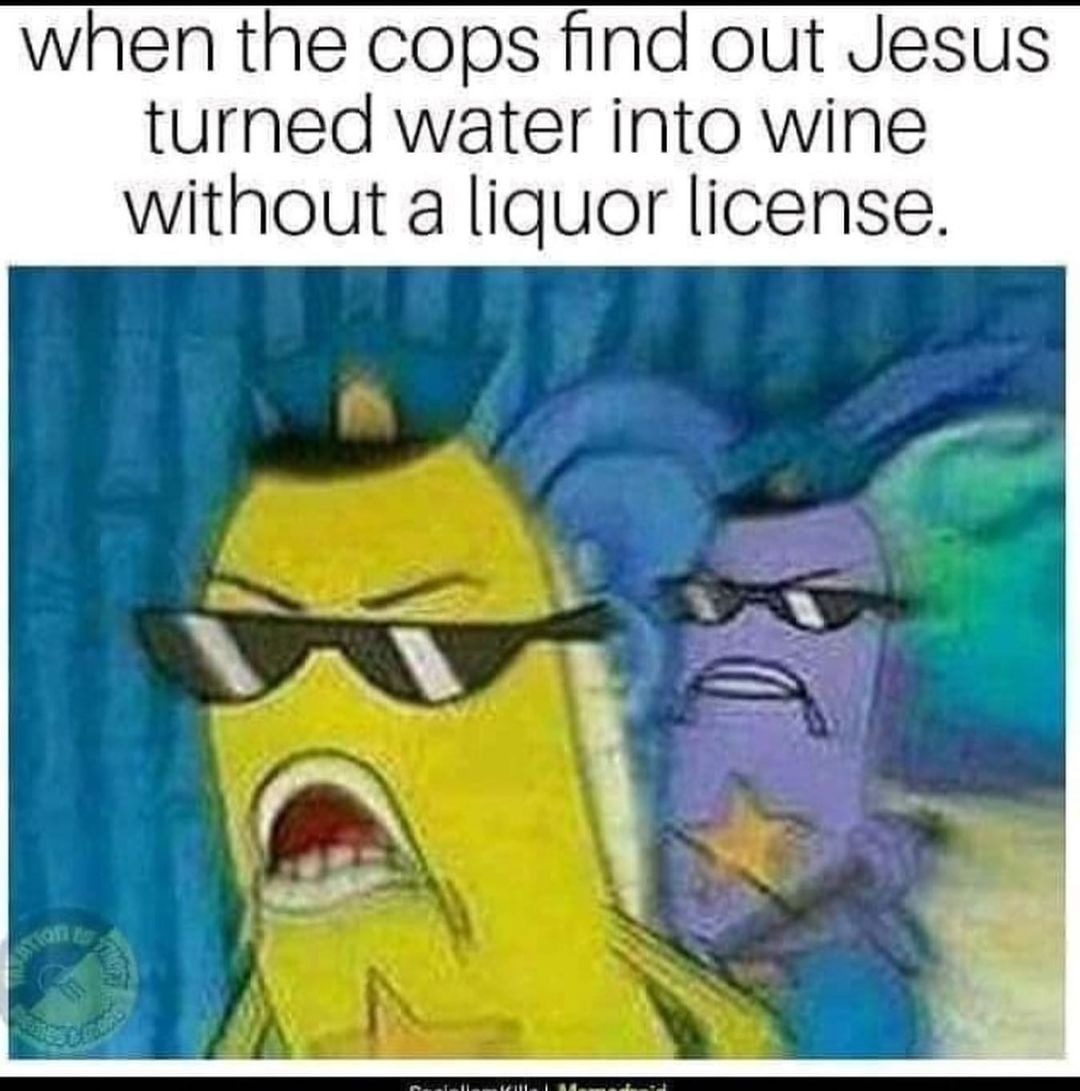 when the cops find out Jesus
turned water into wine
without a liquor license.